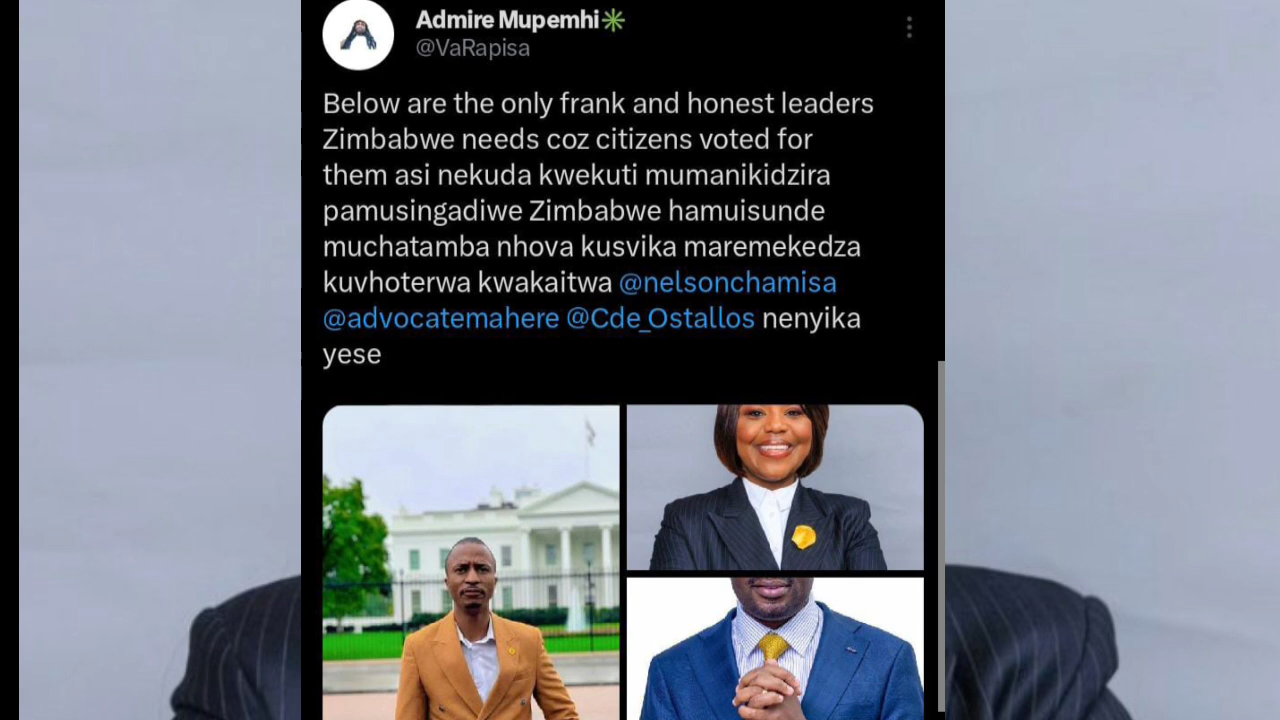 Admire Mupemhi✳️
@VaRapisa
Below are the only frank and honest leaders
Zimbabwe needs coz citizens voted for
them asi nekuda kwekuti mumanikidzira
pamusingadiwe Zimbabwe hamuisunde
muchatamba nhova kusvika maremekedza
kuvhoterwa kwakaitwa @nelsonchamisa
@advocatemahere @Cde_Ostallos nenyika
yese